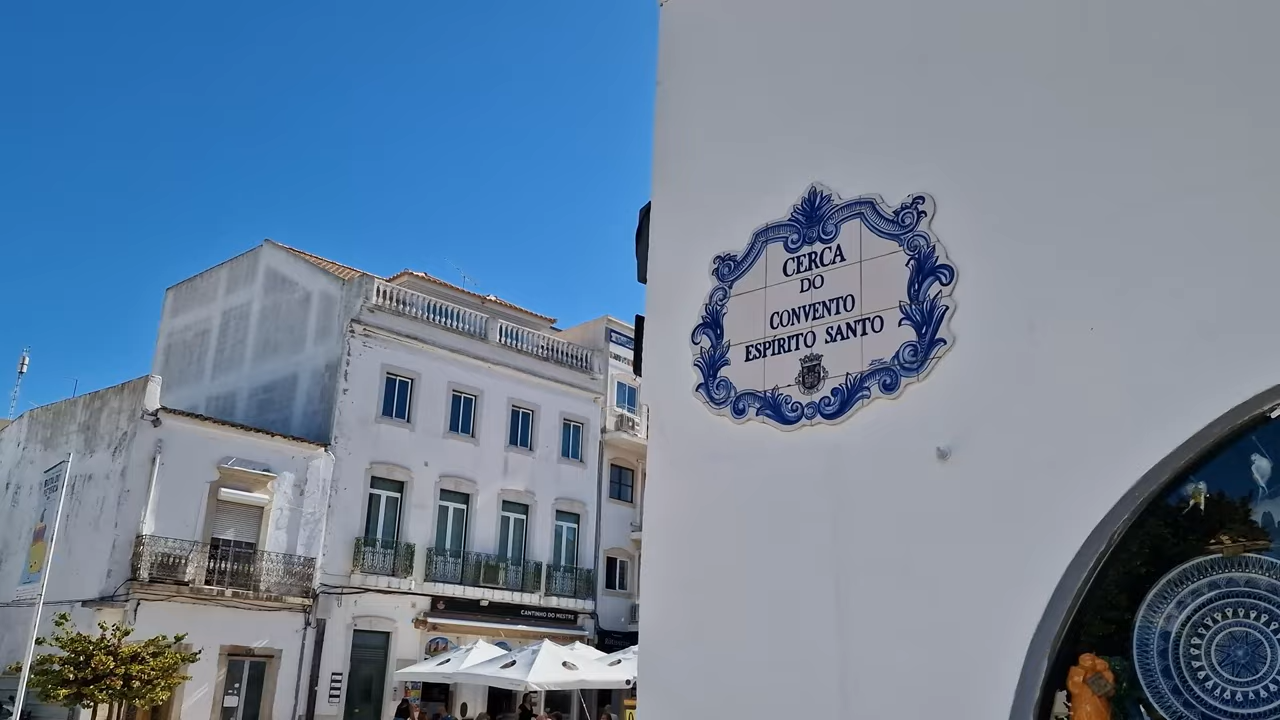 CERCA
DO
CONVENTO
ESPÍRITO SANTO
CANTINHO DO MESTRE